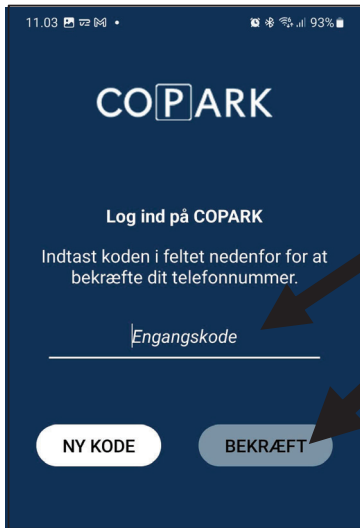 11.03
93%
COPARK
Log ind på COPARK
Indtast koden i feltet nedenfor for at
bekræfte dit telefonnummer.
Engangskode
NY KODE
BEKRÆFT